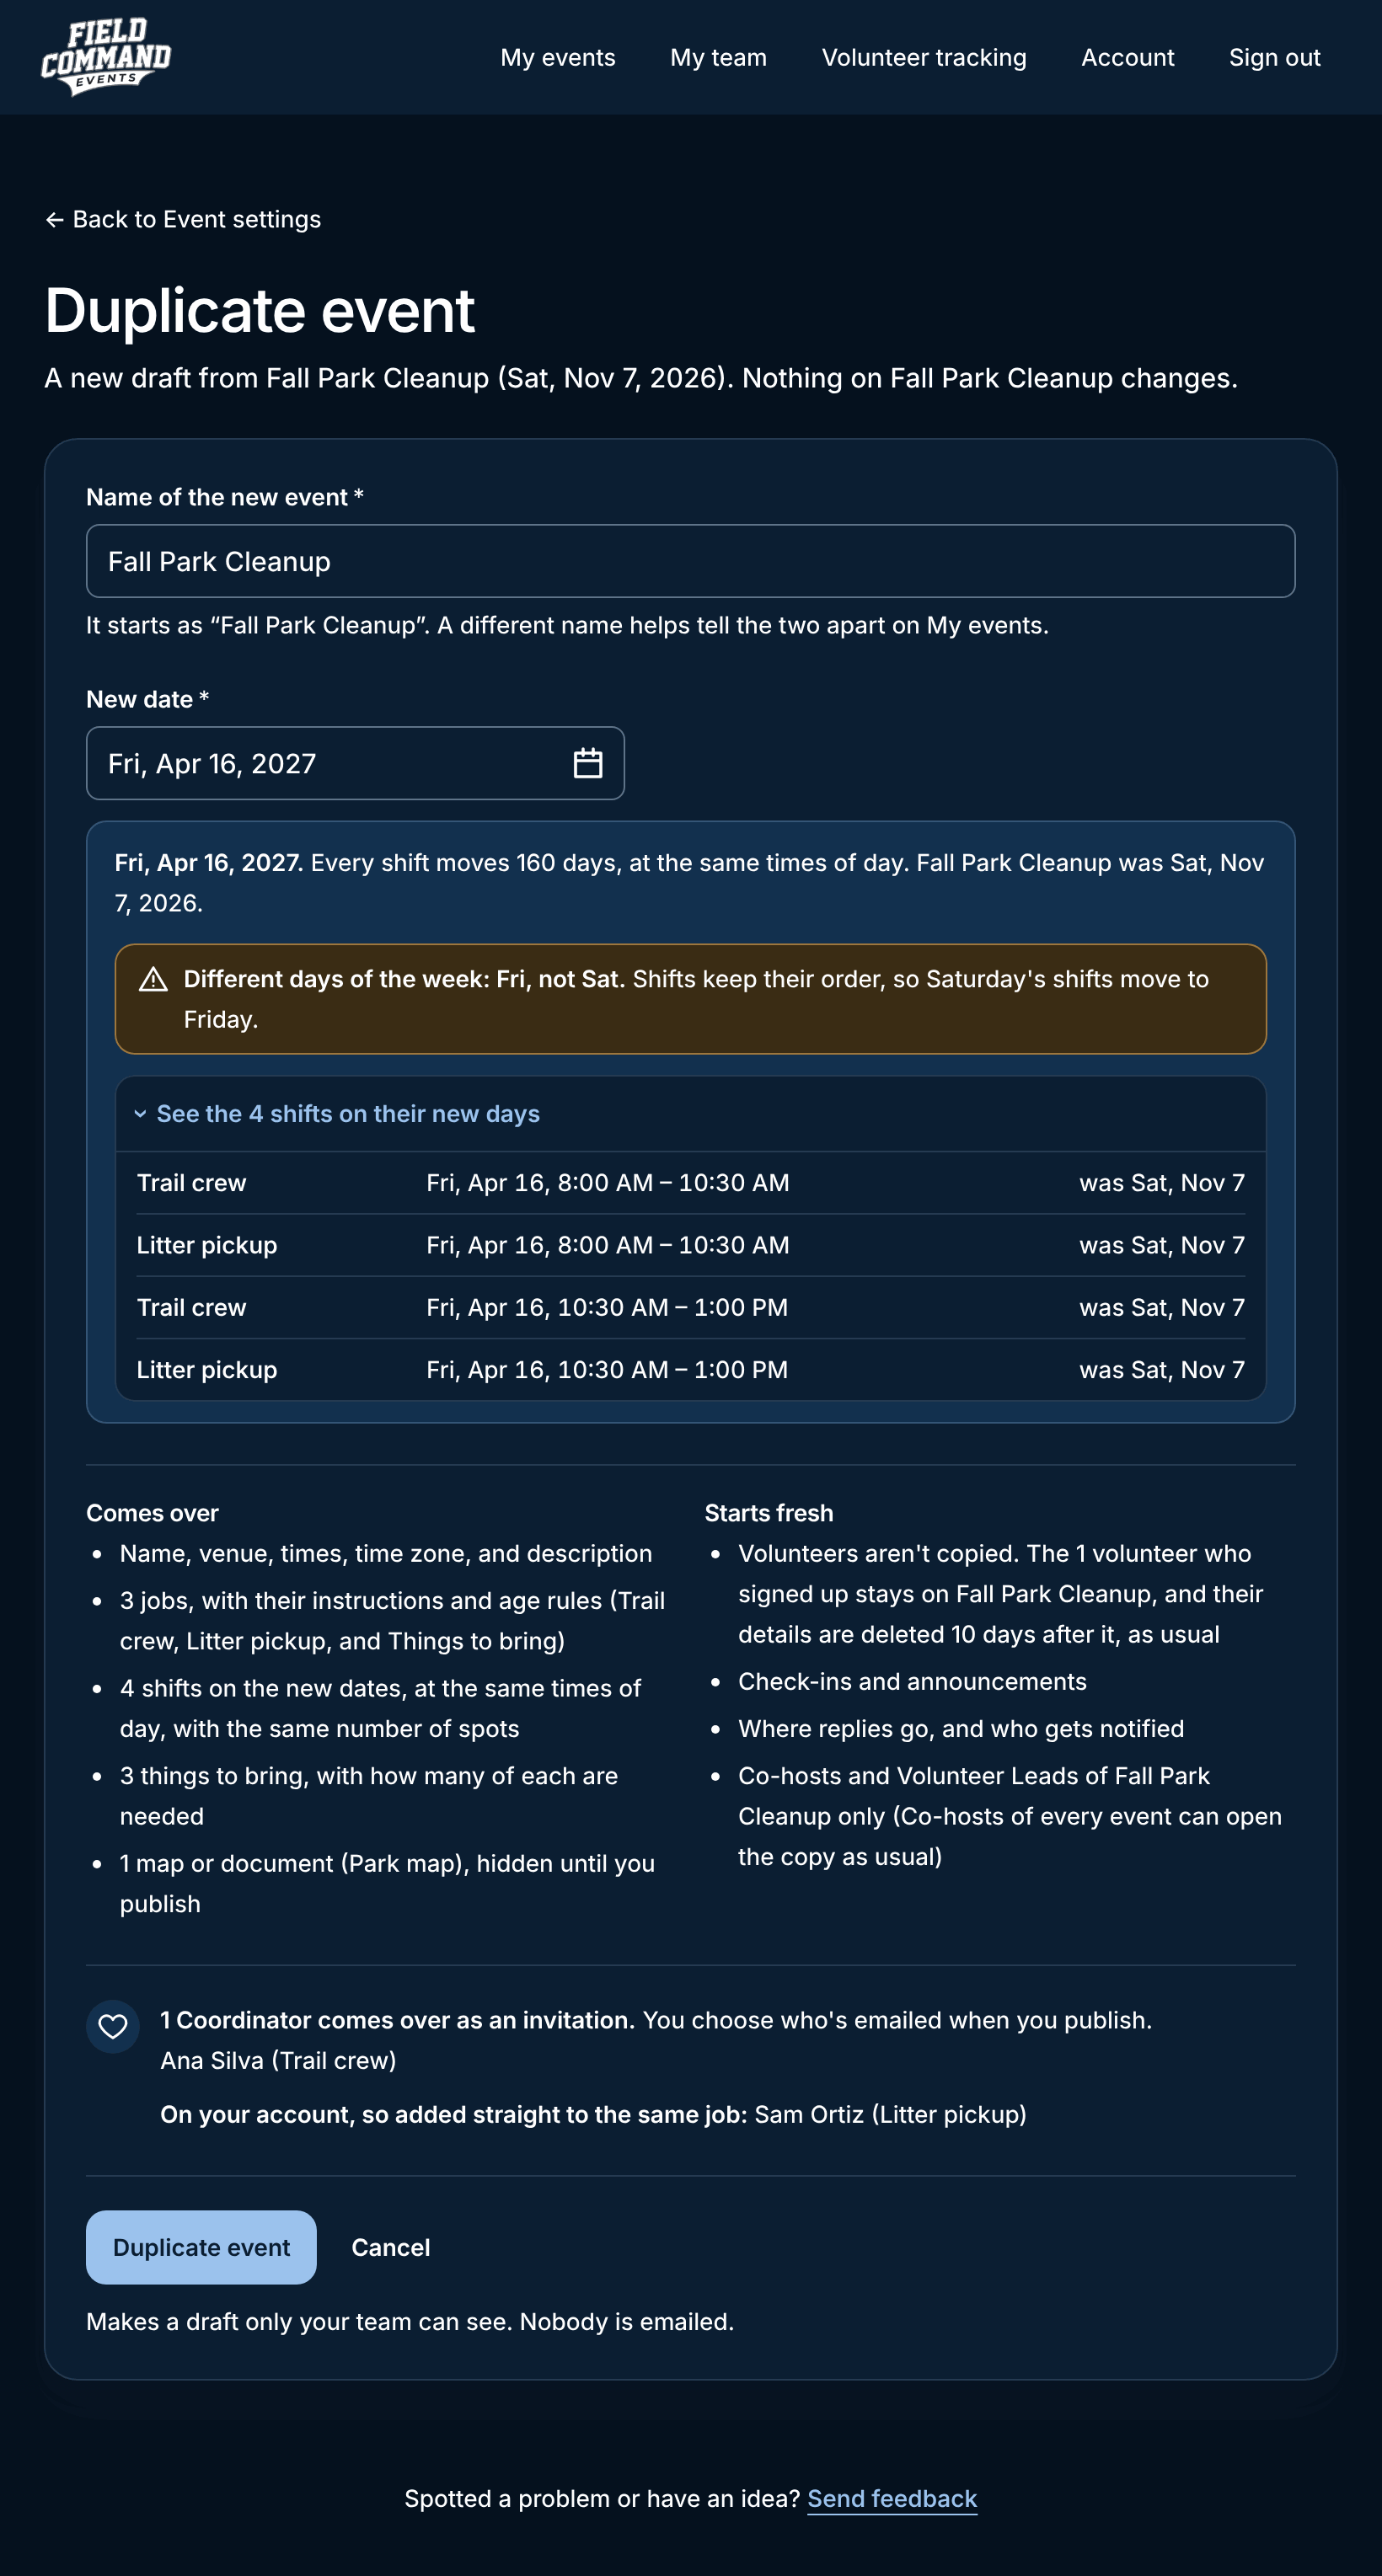 FIELD
COMMAND
EVENTS
My events
My team
Volunteer tracking
Account
Sign out
← Back to Event settings
Duplicate event
A new draft from Fall Park Cleanup (Sat, Nov 7, 2026). Nothing on Fall Park Cleanup changes.
Name of the new event *
Fall Park Cleanup
It starts as “Fall Park Cleanup”. A different name helps tell the two apart on My events.
New date *
Fri, Apr 16, 2027
Fri, Apr 16, 2027. Every shift moves 160 days, at the same times of day. Fall Park Cleanup was Sat, Nov
7, 2026.
Different days of the week: Fri, not Sat. Shifts keep their order, so Saturday's shifts move to
Friday.
See the 4 shifts on their new days
Trail crew Fri, Apr 16, 8:00 AM – 10:30 AM was Sat, Nov 7
Litter pickup Fri, Apr 16, 8:00 AM – 10:30 AM was Sat, Nov 7
Trail crew Fri, Apr 16, 10:30 AM – 1:00 PM was Sat, Nov 7
Litter pickup Fri, Apr 16, 10:30 AM – 1:00 PM was Sat, Nov 7
Comes over
• Name, venue, times, time zone, and description
• 3 jobs, with their instructions and age rules (Trail
crew, Litter pickup, and Things to bring)
• 4 shifts on the new dates, at the same times of
day, with the same number of spots
• 3 things to bring, with how many of each are
needed
• 1 map or document (Park map), hidden until you
publish
Starts fresh
• Volunteers aren't copied. The 1 volunteer who
signed up stays on Fall Park Cleanup, and their
details are deleted 10 days after it, as usual
• Check-ins and announcements
• Where replies go, and who gets notified
• Co-hosts and Volunteer Leads of Fall Park
Cleanup only (Co-hosts of every event can open
the copy as usual)
1 Coordinator comes over as an invitation. You choose who's emailed when you publish.
Ana Silva (Trail crew)
On your account, so added straight to the same job: Sam Ortiz (Litter pickup)
Duplicate event
Cancel
Makes a draft only your team can see. Nobody is emailed.
Spotted a problem or have an idea? Send feedback